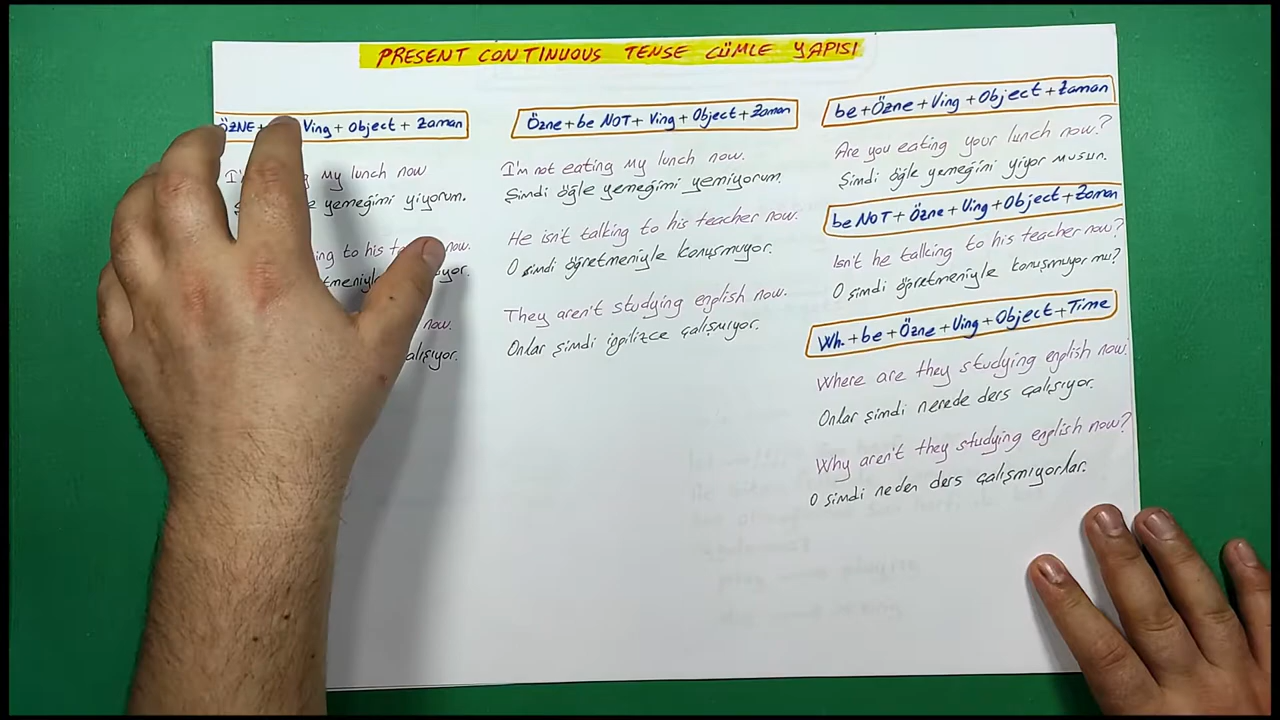 PRESENT CONTINUOUS TENSE CÜMLE YAPISI
ÖZNE + Ving + Object + Zaman
I'm my lunch now
yemeğimi yiyorum.
to his now.
now.
Özne + be NOT + Ving + Object + Zaman
I'm not eating my lunch now.
Şimdi öğle yemeğimi yemiyorum.
He isn't talking to his teacher now.
O şimdi öğretmeniyle konuşmuyor.
They aren't studying english now.
Onlar şimdi ingilizce çalışmıyor.
be + Özne + Ving + Object + Zaman
Are you eating your lunch now?
Şimdi öğle yemeğini yiyor musun.
be NOT + Özne + Ving + Object + Zaman
Isn't he talking to his teacher now?
O şimdi öğretmeniyle konuşmuyor mu?
Wh. + be + Özne + Ving + Object + Time
Where are they studying english now.
Onlar şimdi nerede ders çalışıyor.
Why aren't they studying english now?
O şimdi neden ders çalışmıyorlar.